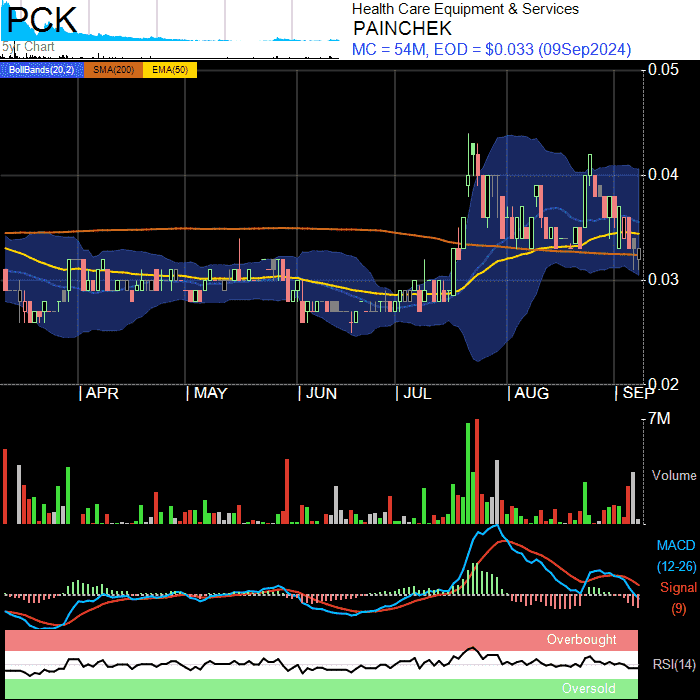 PCK
5yr Chart
Health Care Equipment & Services
PAINCHEK
MC = 54M, EOD = $0.033 (09Sep2024)
BollBands(20,2) SMA(200) EMA(50)
0.05
0.04
0.03
0.02
APR MAY JUN JUL AUG SEP
7M
Volume
MACD
(12-26)
Signal
(9)
Overbought
RSI(14)
Oversold